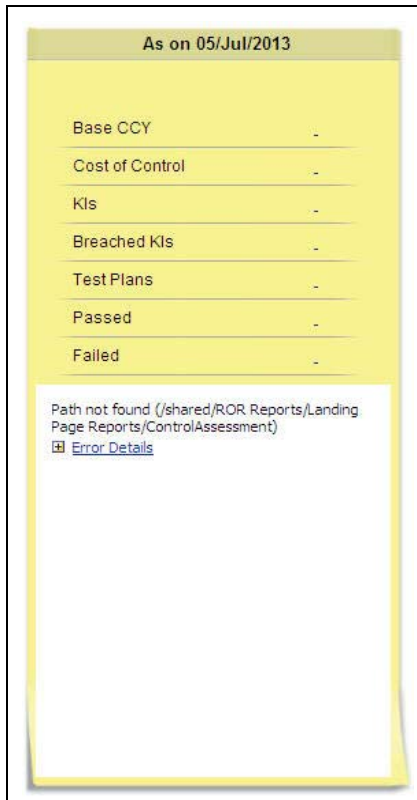 As on 05/Jul/2013
Base CCY -
Cost of Control -
KIs -
Breached KIs -
Test Plans -
Passed -
Failed -
Path not found (/shared/ROR Reports/Landing
Page Reports/ControlAssessment)
Error Details